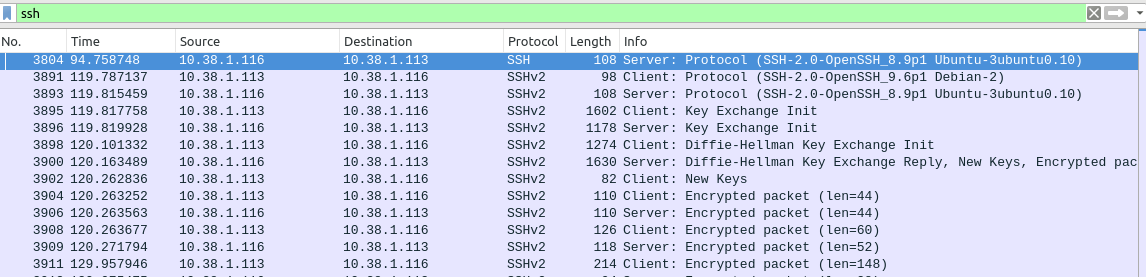 ssh
No. Time Source Destination Protocol Length Info
3804 94.758748 10.38.1.116 10.38.1.113 SSH 108 Server: Protocol (SSH-2.0-OpenSSH_8.9p1 Ubuntu-3ubuntu0.10)
3891 119.787137 10.38.1.113 10.38.1.116 SSHv2 98 Client: Protocol (SSH-2.0-OpenSSH_9.6p1 Debian-2)
3893 119.815459 10.38.1.116 10.38.1.113 SSHv2 108 Server: Protocol (SSH-2.0-OpenSSH_8.9p1 Ubuntu-3ubuntu0.10)
3895 119.817758 10.38.1.113 10.38.1.116 SSHv2 1602 Client: Key Exchange Init
3896 119.819928 10.38.1.116 10.38.1.113 SSHv2 1178 Server: Key Exchange Init
3898 120.101332 10.38.1.113 10.38.1.116 SSHv2 1274 Client: Diffie-Hellman Key Exchange Init
3900 120.163489 10.38.1.116 10.38.1.113 SSHv2 1630 Server: Diffie-Hellman Key Exchange Reply, New Keys, Encrypted pac
3902 120.262836 10.38.1.113 10.38.1.116 SSHv2 82 Client: New Keys
3904 120.263252 10.38.1.113 10.38.1.116 SSHv2 110 Client: Encrypted packet (len=44)
3906 120.263563 10.38.1.116 10.38.1.113 SSHv2 110 Server: Encrypted packet (len=44)
3908 120.263677 10.38.1.113 10.38.1.116 SSHv2 126 Client: Encrypted packet (len=60)
3909 120.271794 10.38.1.116 10.38.1.113 SSHv2 118 Server: Encrypted packet (len=52)
3911 129.957946 10.38.1.113 10.38.1.116 SSHv2 214 Client: Encrypted packet (len=148)